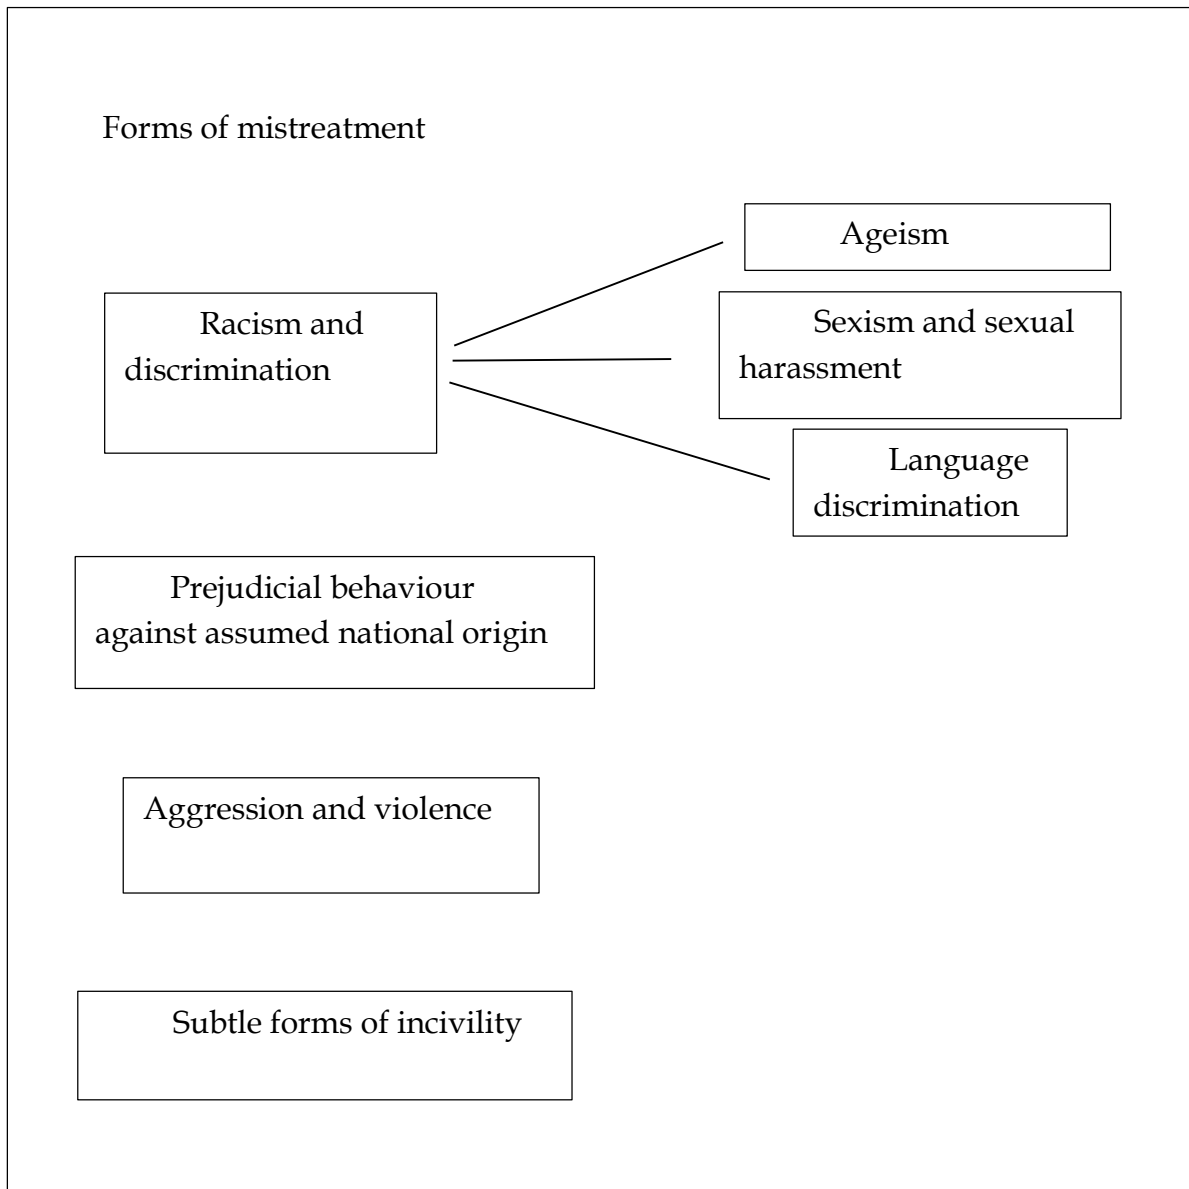 Forms of mistreatment
Ageism
Racism and
discrimination
Sexism and sexual
harassment
Language
discrimination
Prejudicial behaviour
against assumed national origin
Aggression and violence
Subtle forms of incivility